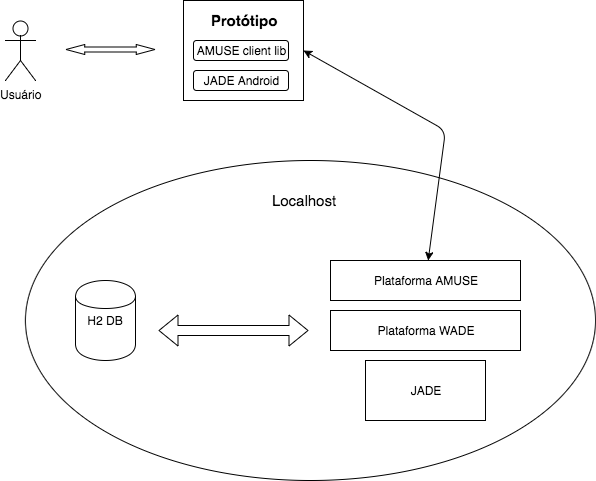 Protótipo
AMUSE client lib
JADE Android
Usuário
Localhost
Plataforma AMUSE
H2 DB
Plataforma WADE
JADE